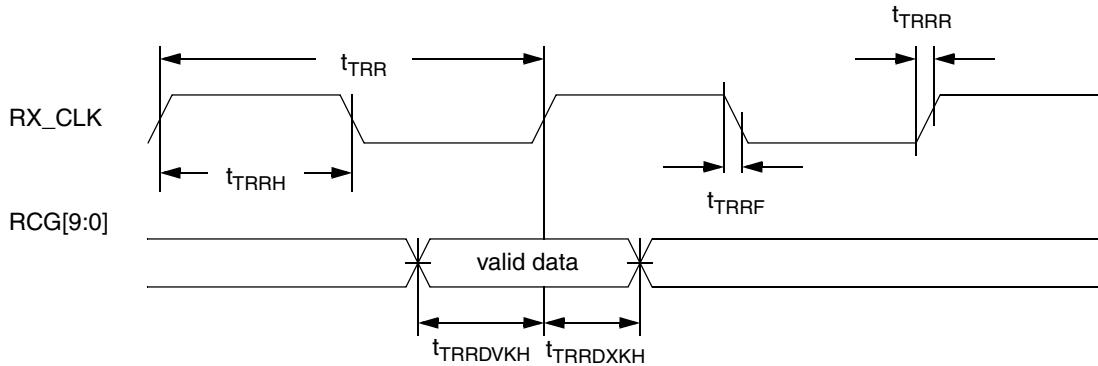 tTRRR
tTRR
RX_CLK
tTRRH
tTRRF
RCG[9:0]
valid data
tTRRDVKH tTRRDXKH